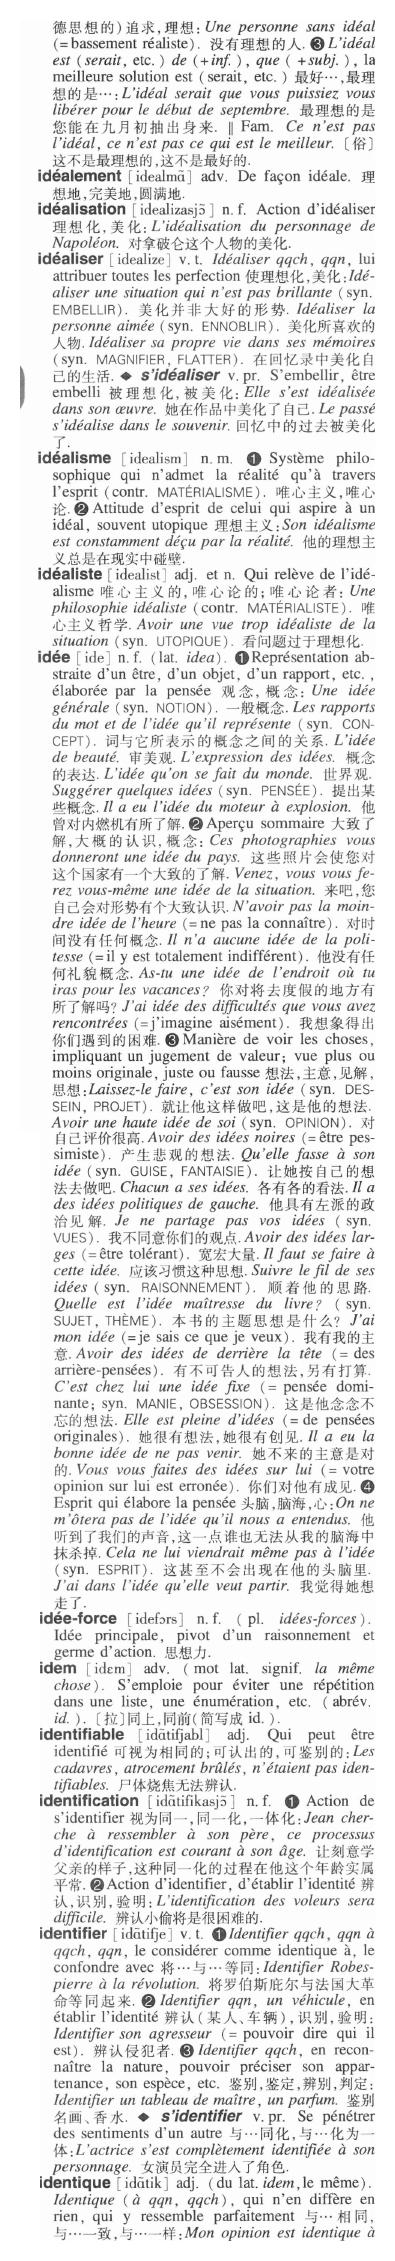 德思想的)追求,理想: Une personne sans idéal
(=bassement réaliste). 没有理想的人. ❸ L'idéal
est (serait, etc.) de (+inf.), que (+subj.), la
meilleure solution est (serait, etc.) 最好…,最理
想的是…: L'idéal serait que vous puissiez vous
libérer pour le début de septembre. 最理想的是
您能在九月初抽出身来. ‖ Fam. Ce n'est pas
l'idéal, ce n'est pas ce qui est le meilleur. 〔俗〕
这不是最理想的,这不是最好的.
idéalement [idealmɑ̃] adv. De façon idéale. 理
想地,完美地,圆满地.
idéalisation [idealizasjɔ̃] n. f. Action d'idéaliser
理想化,美化: L'idéalisation du personnage de
Napoléon. 对拿破仑这个人物的美化.
idéaliser [idealize] v. t. Idéaliser qqch, qqn, lui
attribuer toutes les perfection 使理想化,美化: Idé-
aliser une situation qui n'est pas brillante (syn.
EMBELLIR). 美化并非大好的形势. Idéaliser la
personne aimée (syn. ENNOBLIR). 美化所喜欢的
人物. Idéaliser sa propre vie dans ses mémoires
(syn. MAGNIFIER, FLATTER). 在回忆录中美化自
己的生活. ◆ s'idéaliser v. pr. S'embellir, être
embelli 被理想化,被美化: Elle s'est idéalisée
dans son œuvre. 她在作品中美化了自己. Le passé
s'idéalise dans le souvenir. 回忆中的过去被美化
了.
idéalisme [idealism] n. m. ❶ Système philo-
sophique qui n'admet la réalité qu'à travers
l'esprit (contr. MATÉRIALISME). 唯心主义,唯心
论. ❷ Attitude d'esprit de celui qui aspire à un
idéal, souvent utopique 理想主义: Son idéalisme
est constamment déçu par la réalité. 他的理想主
义总是在现实中碰壁.
idéaliste [idealist] adj. et n. Qui relève de l'idé-
alisme 唯心主义的,唯心论的;唯心论者: Une
philosophie idéaliste (contr. MATÉRIALISTE). 唯
心主义哲学. Avoir une vue trop idéaliste de la
situation (syn. UTOPIQUE). 看问题过于理想化.
idée [ide] n. f. (lat. idea). ❶ Représentation ab-
straite d'un être, d'un objet, d'un rapport, etc.,
élaborée par la pensée 观念,概念: Une idée
générale (syn. NOTION). 一般概念. Les rapports
du mot et de l'idée qu'il représente (syn. CON-
CEPT). 词与它所表示的概念之间的关系. L'idée
de beauté. 审美观. L'expression des idées. 概念
的表达. L'idée qu'on se fait du monde. 世界观.
Suggérer quelques idées (syn. PENSÉE). 提出某
些概念. Il a eu l'idée du moteur à explosion. 他
曾对内燃机有所了解. ❷ Aperçu sommaire 大致了
解,大概的认识,概念: Ces photographies vous
donneront une idée du pays. 这些照片会使您对
这个国家有一个大致的了解. Venez, vous vous fe-
rez vous-même une idée de la situation. 来吧,您
自己会对形势有个大致认识. N'avoir pas la moin-
dre idée de l'heure (=ne pas la connaître). 对时
间没有任何概念. Il n'a aucune idée de la poli-
tesse (=il y est totalement indifférent). 他没有任
何礼貌概念. As-tu une idée de l'endroit où tu
iras pour les vacances? 你对将去度假的地方有
所了解吗? J'ai idée des difficultés que vous avez
rencontrées (=j'imagine aisément). 我想象得出
你们遇到的困难. ❸ Manière de voir les choses,
impliquant un jugement de valeur; vue plus ou
moins originale, juste ou fausse 想法,主意,见解,
思想: Laissez-le faire, c'est son idée (syn. DES-
SEIN, PROJET). 就让他这样做吧,这是他的想法.
Avoir une haute idée de soi (syn. OPINION). 对
自己评价很高. Avoir des idées noires (=être pes-
simiste). 产生悲观的想法. Qu'elle fasse à son
idée (syn. GUISE, FANTAISIE). 让她按自己的想
法去做吧. Chacun a ses idées. 各有各的看法. Il a
des idées politiques de gauche. 他具有左派的政
治见解. Je ne partage pas vos idées (syn.
VUES). 我不同意你们的观点. Avoir des idées lar-
ges (=être tolérant). 宽宏大量. Il faut se faire à
cette idée. 应该习惯这种思想. Suivre le fil de ses
idées (syn. RAISONNEMENT). 顺着他的思路.
Quelle est l'idée maîtresse du livre? (syn.
SUJET, THÈME). 本书的主题思想是什么? J'ai
mon idée (=je sais ce que je veux). 我有我的主
意. Avoir des idées de derrière la tête (= des
arrière-pensées). 有不可告人的想法,另有打算.
C'est chez lui une idée fixe (= pensée domi-
nante; syn. MANIE, OBSESSION). 这是他念念不
忘的想法. Elle est pleine d'idées (=de pensées
originales). 她很有想法,她很有创见. Il a eu la
bonne idée de ne pas venir. 她不来的主意是对
的. Vous vous faites des idées sur lui (= votre
opinion sur lui est erronée). 你们对他有成见. ❹
Esprit qui élabore la pensée 头脑,脑海,心: On ne
m'ôtera pas de l'idée qu'il nous a entendus. 他
听到了我们的声音,这一点谁也无法从我的脑海中
抹杀掉. Cela ne lui viendrait même pas à l'idée
(syn. ESPRIT). 这甚至不会出现在他的头脑里.
J'ai dans l'idée qu'elle veut partir. 我觉得她想
走了.
idée-force [idefɔrs] n. f. (pl. idées-forces).
Idée principale, pivot d'un raisonnement et
germe d'action. 思想力.
idem [idɛm] adv. (mot lat. signif. la même
chose). S'emploie pour éviter une répétition
dans une liste, une énumération, etc. (abrév.
id.). 〔拉〕同上,同前(简写成 id.).
identifiable [idɑ̃tifjabl] adj. Qui peut être
identifié 可视为相同的;可认出的,可鉴别的: Les
cadavres, atrocement brûlés, n'étaient pas iden-
tifiables. 尸体烧焦无法辨认.
identification [idɑ̃tifikasjɔ̃] n. f. ❶ Action de
s'identifier 视为同一,同一化,一体化: Jean cher-
che à ressembler à son père, ce processus
d'identification est courant à son âge. 让刻意学
父亲的样子,这种同一化的过程在他这个年龄实属
平常. ❷ Action d'identifier, d'établir l'identité 辨
认,识别,验明: L'identification des voleurs sera
difficile. 辨认小偷将是很困难的.
identifier [idɑ̃tifje] v. t. ❶ Identifier qqch, qqn à
qqch, qqn, le considérer comme identique à, le
confondre avec 将…与…等同: Identifier Robes-
pierre à la révolution. 将罗伯斯庇尔与法国大革
命等同起来. ❷ Identifier qqn, un véhicule, en
établir l'identité 辨认(某人、车辆),识别,验明:
Identifier son agresseur (= pouvoir dire qui il
est). 辨认侵犯者. ❸ Identifier qqch, en recon-
naître la nature, pouvoir préciser son appar-
tenance, son espèce, etc. 鉴别,鉴定,辨别,判定:
Identifier un tableau de maître, un parfum. 鉴别
名画、香水. ◆ s'identifier v. pr. Se pénétrer
des sentiments d'un autre 与…同化,与…化为一
体: L'actrice s'est complètement identifiée à son
personnage. 女演员完全进入了角色.
identique [idɑ̃tik] adj. (du lat. idem, le même).
Identique (à qqn, qqch), qui n'en diffère en
rien, qui y ressemble parfaitement 与…相同,
与…一致,与…一样: Mon opinion est identique à